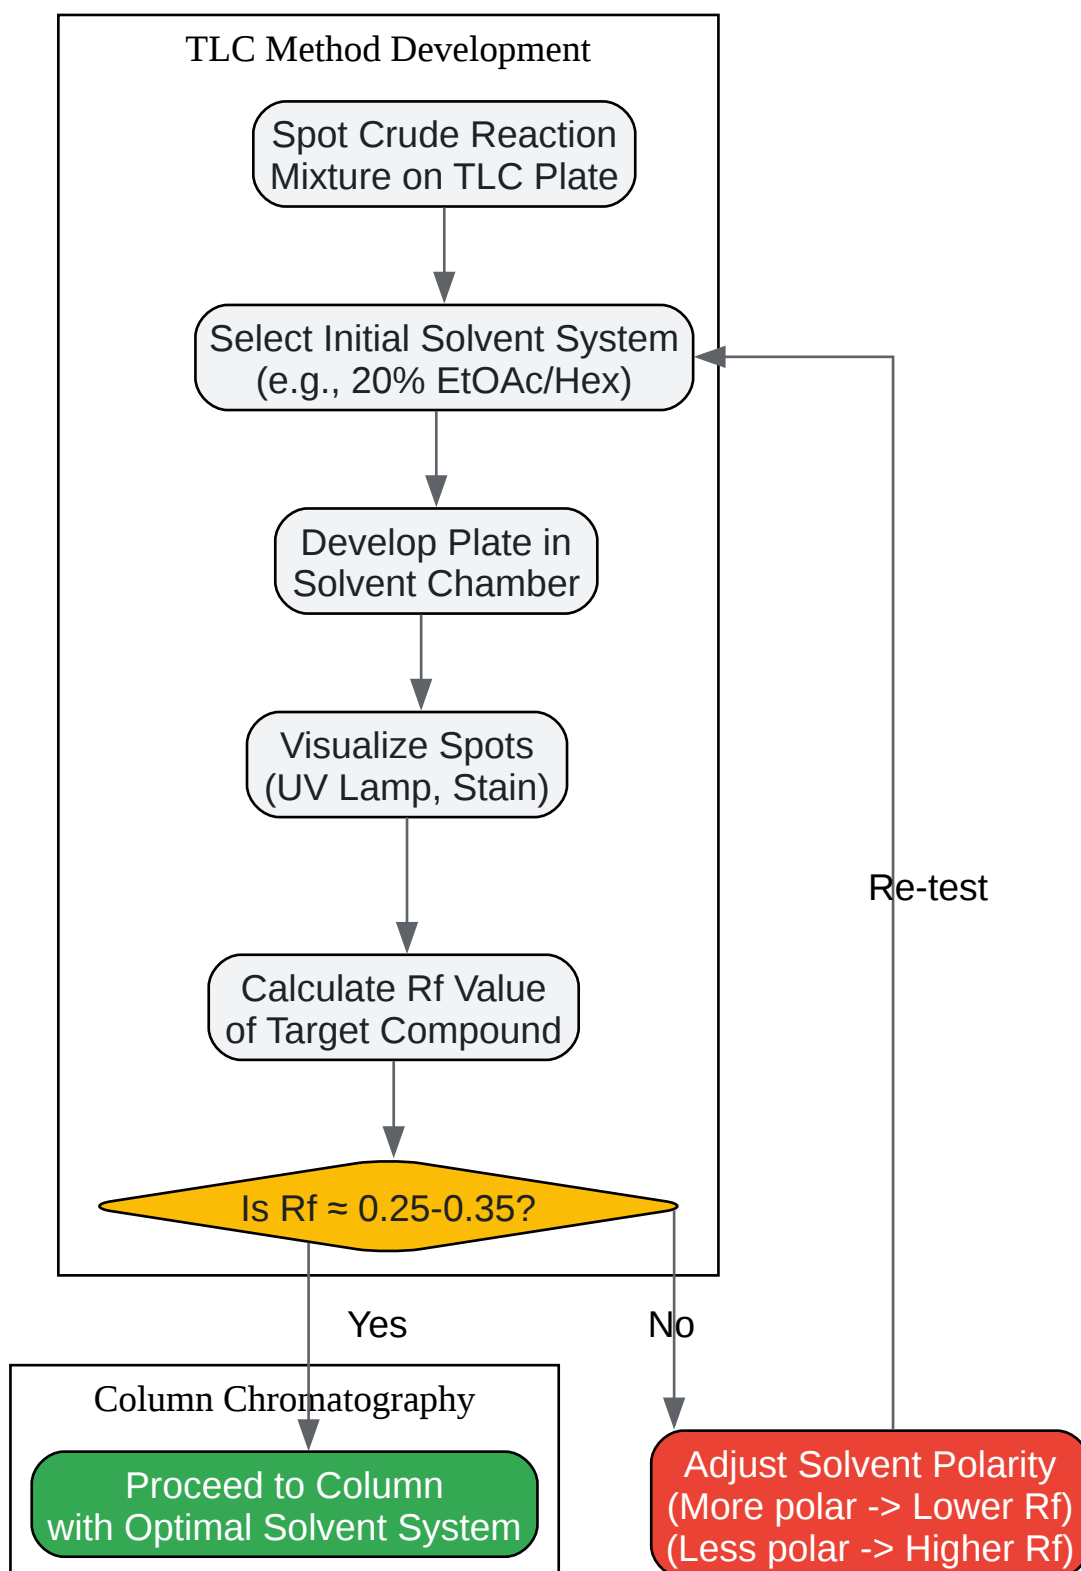 TLC Method Development
Spot Crude Reaction
Mixture on TLC Plate
Select Initial Solvent System
(e.g., 20% EtOAc/Hex)
Develop Plate in
Solvent Chamber
Visualize Spots
(UV Lamp, Stain)
Re-test
Calculate Rf Value
of Target Compound
Is Rf ≈ 0.25-0.35?
Yes
No
Column Chromatography
Proceed to Column
with Optimal Solvent System
Adjust Solvent Polarity
(More polar -> Lower Rf)
(Less polar -> Higher Rf)